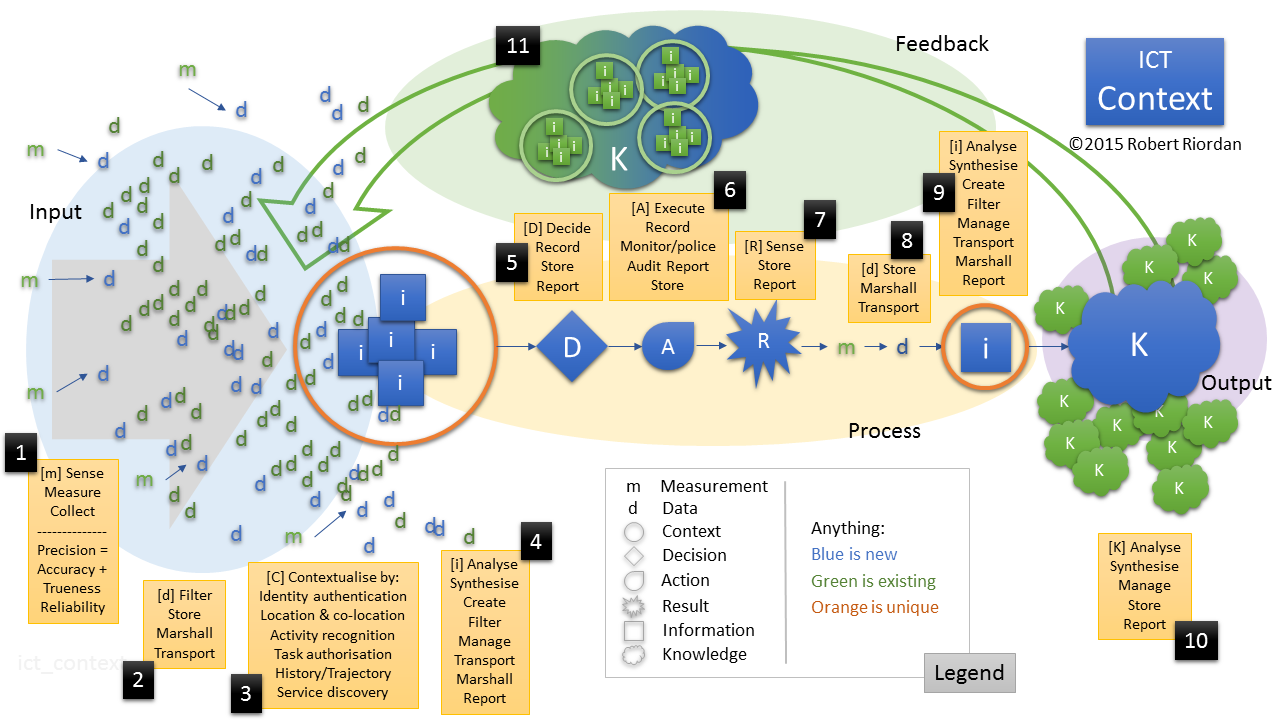 11
Feedback
ICT
Context
©2015 Robert Riordan
K
i i i i i
i i i i i
i i i i i
i i i i i
m
d
Input
[D] Decide
Record
Store
Report
5
[A] Execute
Record
Monitor/police
Audit Report
Store
6
[R] Sense
Store
Report
7
[d] Store
Marshall
Transport
8
[i] Analyse
Synthesise
Create
Filter
Manage
Transport
Marshall
Report
9
i
i
i
i
i
D
A
R
m
d
i
K
K
K
K
K
K
K
K
K
K
K
K
K
Output
Process
1
[m] Sense
Measure
Collect
--------------
Precision =
Accuracy +
Trueness
Reliability
[d] Filter
Store
Marshall
Transport
2
[C] Contextualise by:
Identity authentication
Location & co-location
Activity recognition
Task authorisation
History/Trajectory
Service discovery
3
[i] Analyse
Synthesise
Create
Filter
Manage
Transport
Marshall
Report
4
m Measurement
d Data
Context
Decision
Action
Result
Information
Knowledge
Anything:
Blue is new
Green is existing
Orange is unique
Legend
[K] Analyse
Synthesise
Manage
Store
Report
10
ict_context